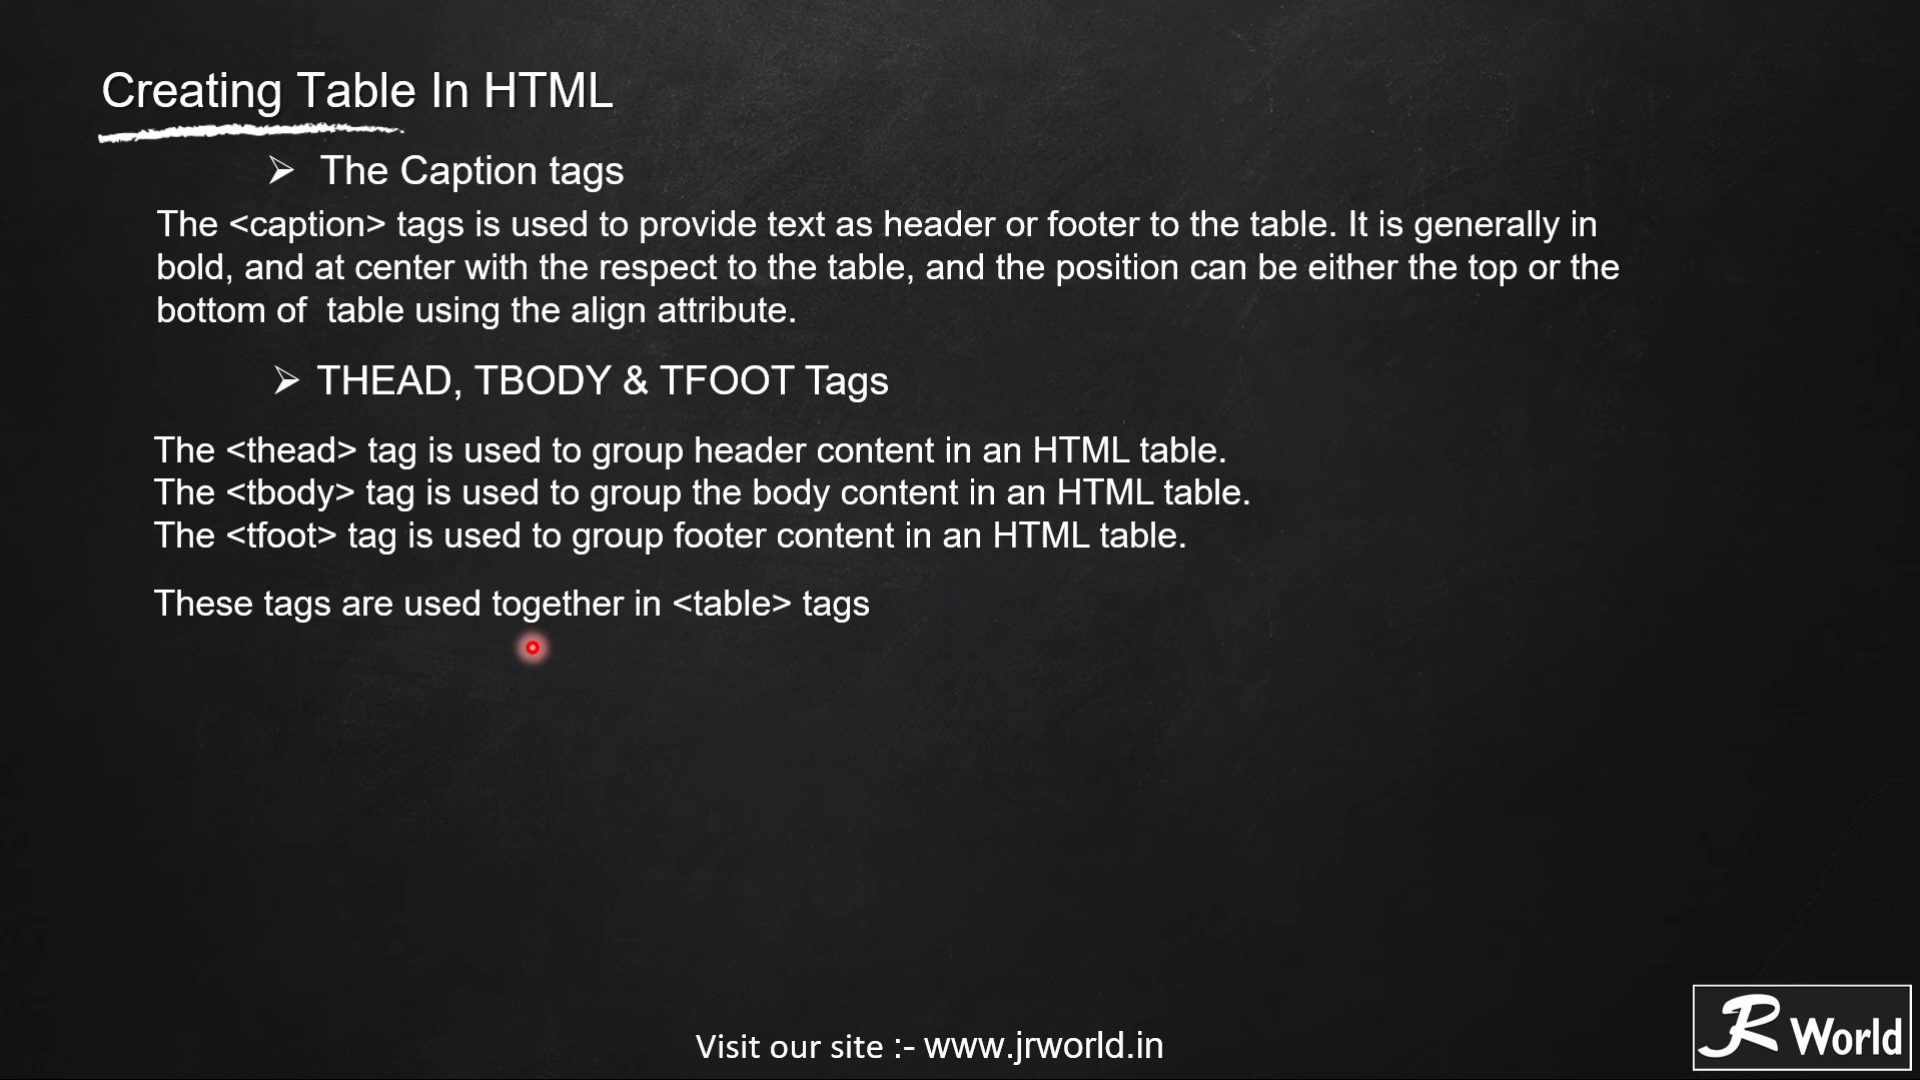 Creating Table In HTML
➢ The Caption tags
The <caption> tags is used to provide text as header or footer to the table. It is generally in
bold, and at center with the respect to the table, and the position can be either the top or the
bottom of  table using the align attribute.
➢ THEAD, TBODY & TFOOT Tags
The <thead> tag is used to group header content in an HTML table.
The <tbody> tag is used to group the body content in an HTML table.
The <tfoot> tag is used to group footer content in an HTML table.
These tags are used together in <table> tags
Visit our site :- www.jrworld.in
JR World